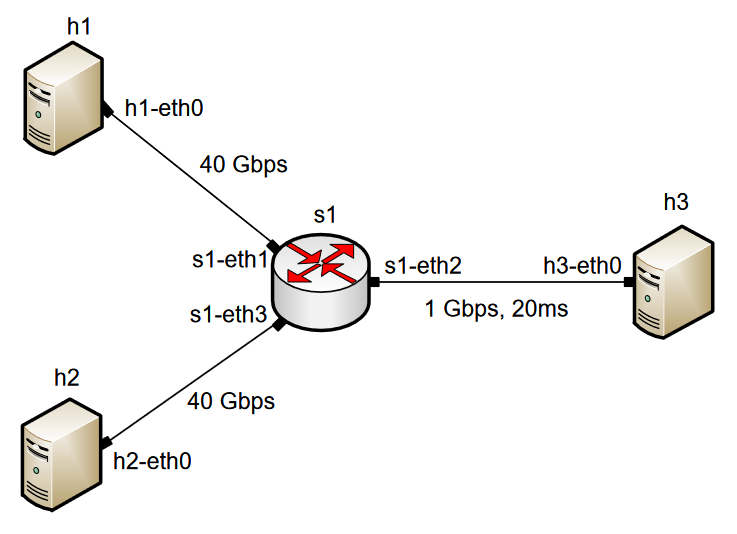 h1
h1-eth0
40 Gbps
s1
h3
s1-eth1
s1-eth2
h3-eth0
s1-eth3
1 Gbps, 20ms
h2
40 Gbps
h2-eth0